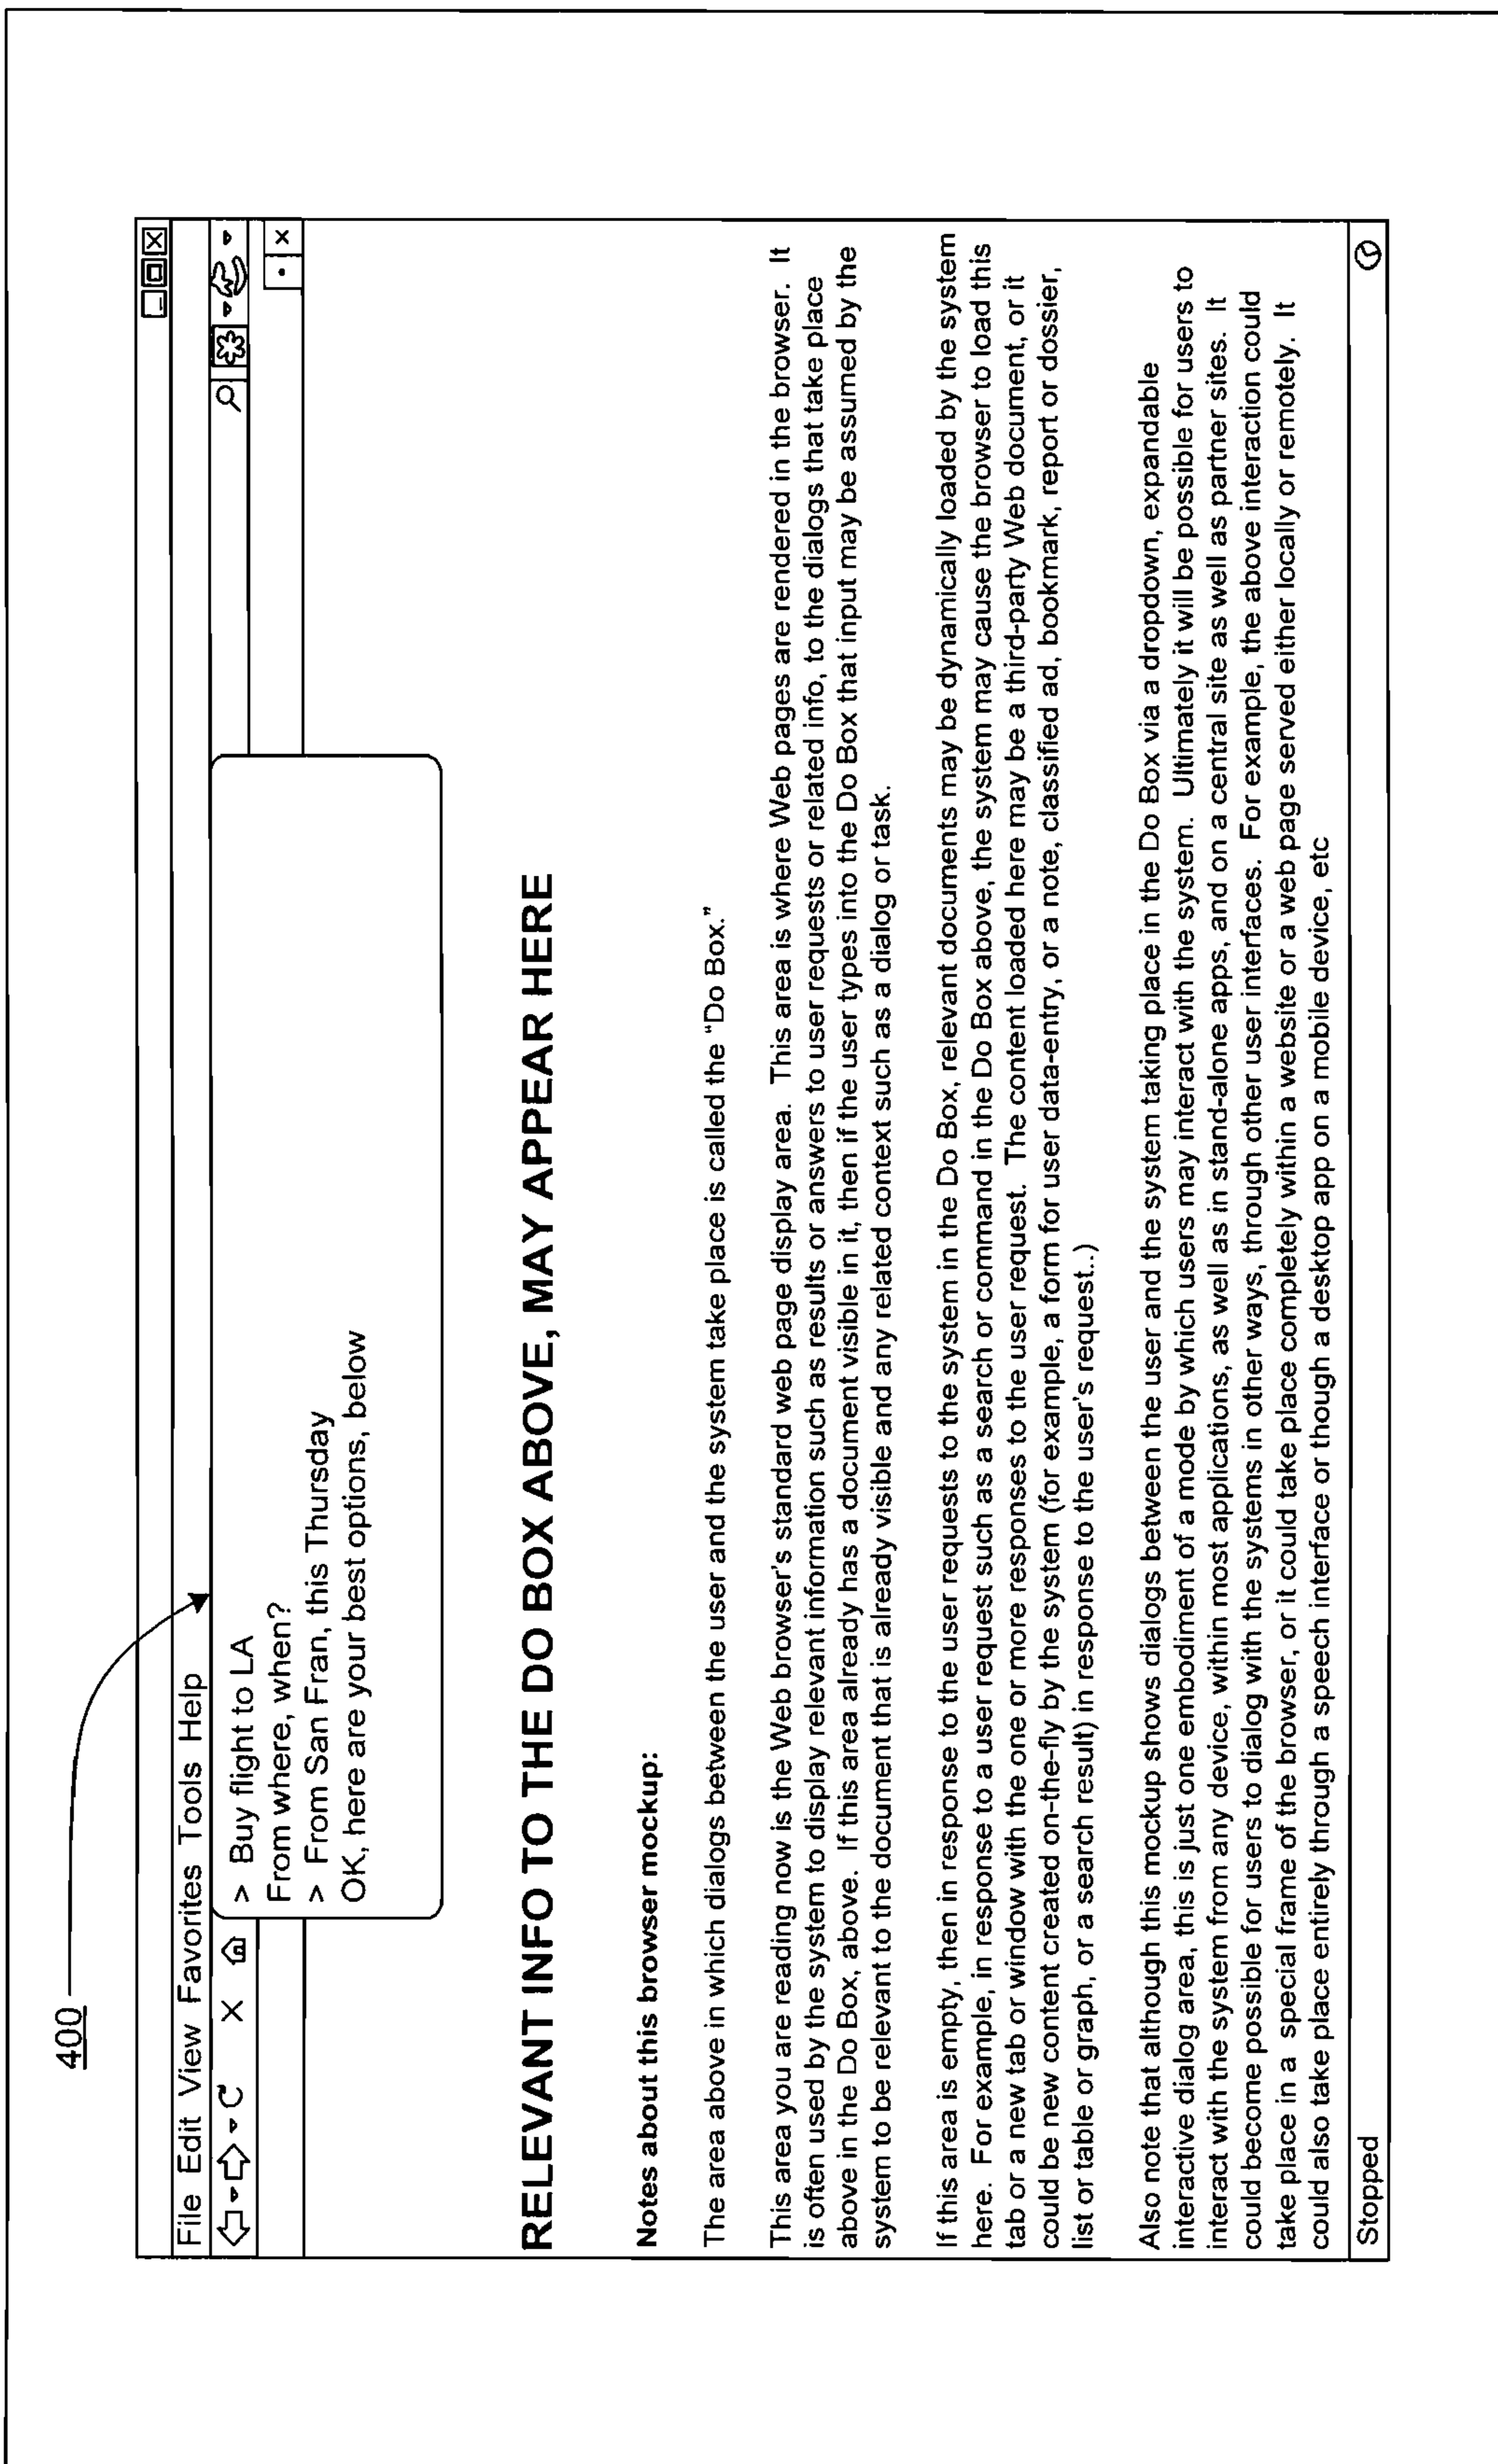 400
File Edit View Favorites Tools Help
> Buy flight to LA
From where, when?
> From San Fran, this Thursday
OK, here are your best options, below
RELEVANT INFO TO THE DO BOX ABOVE, MAY APPEAR HERE
Notes about this browser mockup:
The area above in which dialogs between the user and the system take place is called the “Do Box.”
This area you are reading now is the Web browser's standard web page display area. This area is where Web pages are rendered in the browser. It
is often used by the system to display relevant information such as results or answers to user requests or related info, to the dialogs that take place
above in the Do Box, above. If this area already has a document visible in it, then if the user types into the Do Box that input may be assumed by the
system to be relevant to the document that is already visible and any related context such as a dialog or task.
If this area is empty, then in response to the user requests to the system in the Do Box, relevant documents may be dynamically loaded by the system
here. For example, in response to a user request such as a search or command in the Do Box above, the system may cause the browser to load this
tab or a new tab or window with the one or more responses to the user request. The content loaded here may be a third-party Web document, or it
could be new content created on-the-fly by the system (for example, a form for user data-entry, or a note, classified ad, bookmark, report or dossier,
list or table or graph, or a search result) in response to the user's request..)
Also note that although this mockup shows dialogs between the user and the system taking place in the Do Box via a dropdown, expandable
interactive dialog area, this is just one embodiment of a mode by which users may interact with the system. Ultimately it will be possible for users to
interact with the system from any device, within most applications, as well as in stand-alone apps, and on a central site as well as partner sites. It
could become possible for users to dialog with the systems in other ways, through other user interfaces. For example, the above interaction could
take place in a special frame of the browser, or it could take place completely within a website or a web page served either locally or remotely. It
could also take place entirely through a speech interface or though a desktop app on a mobile device, etc
Stopped